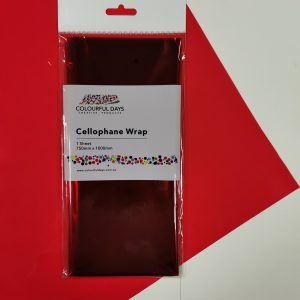 COLOURFUL DAYS
CREATIVE PRODUCTS
Cellophane Wrap
1 Sheet
750mm x 1000mm
www.colourfuldays.com.au